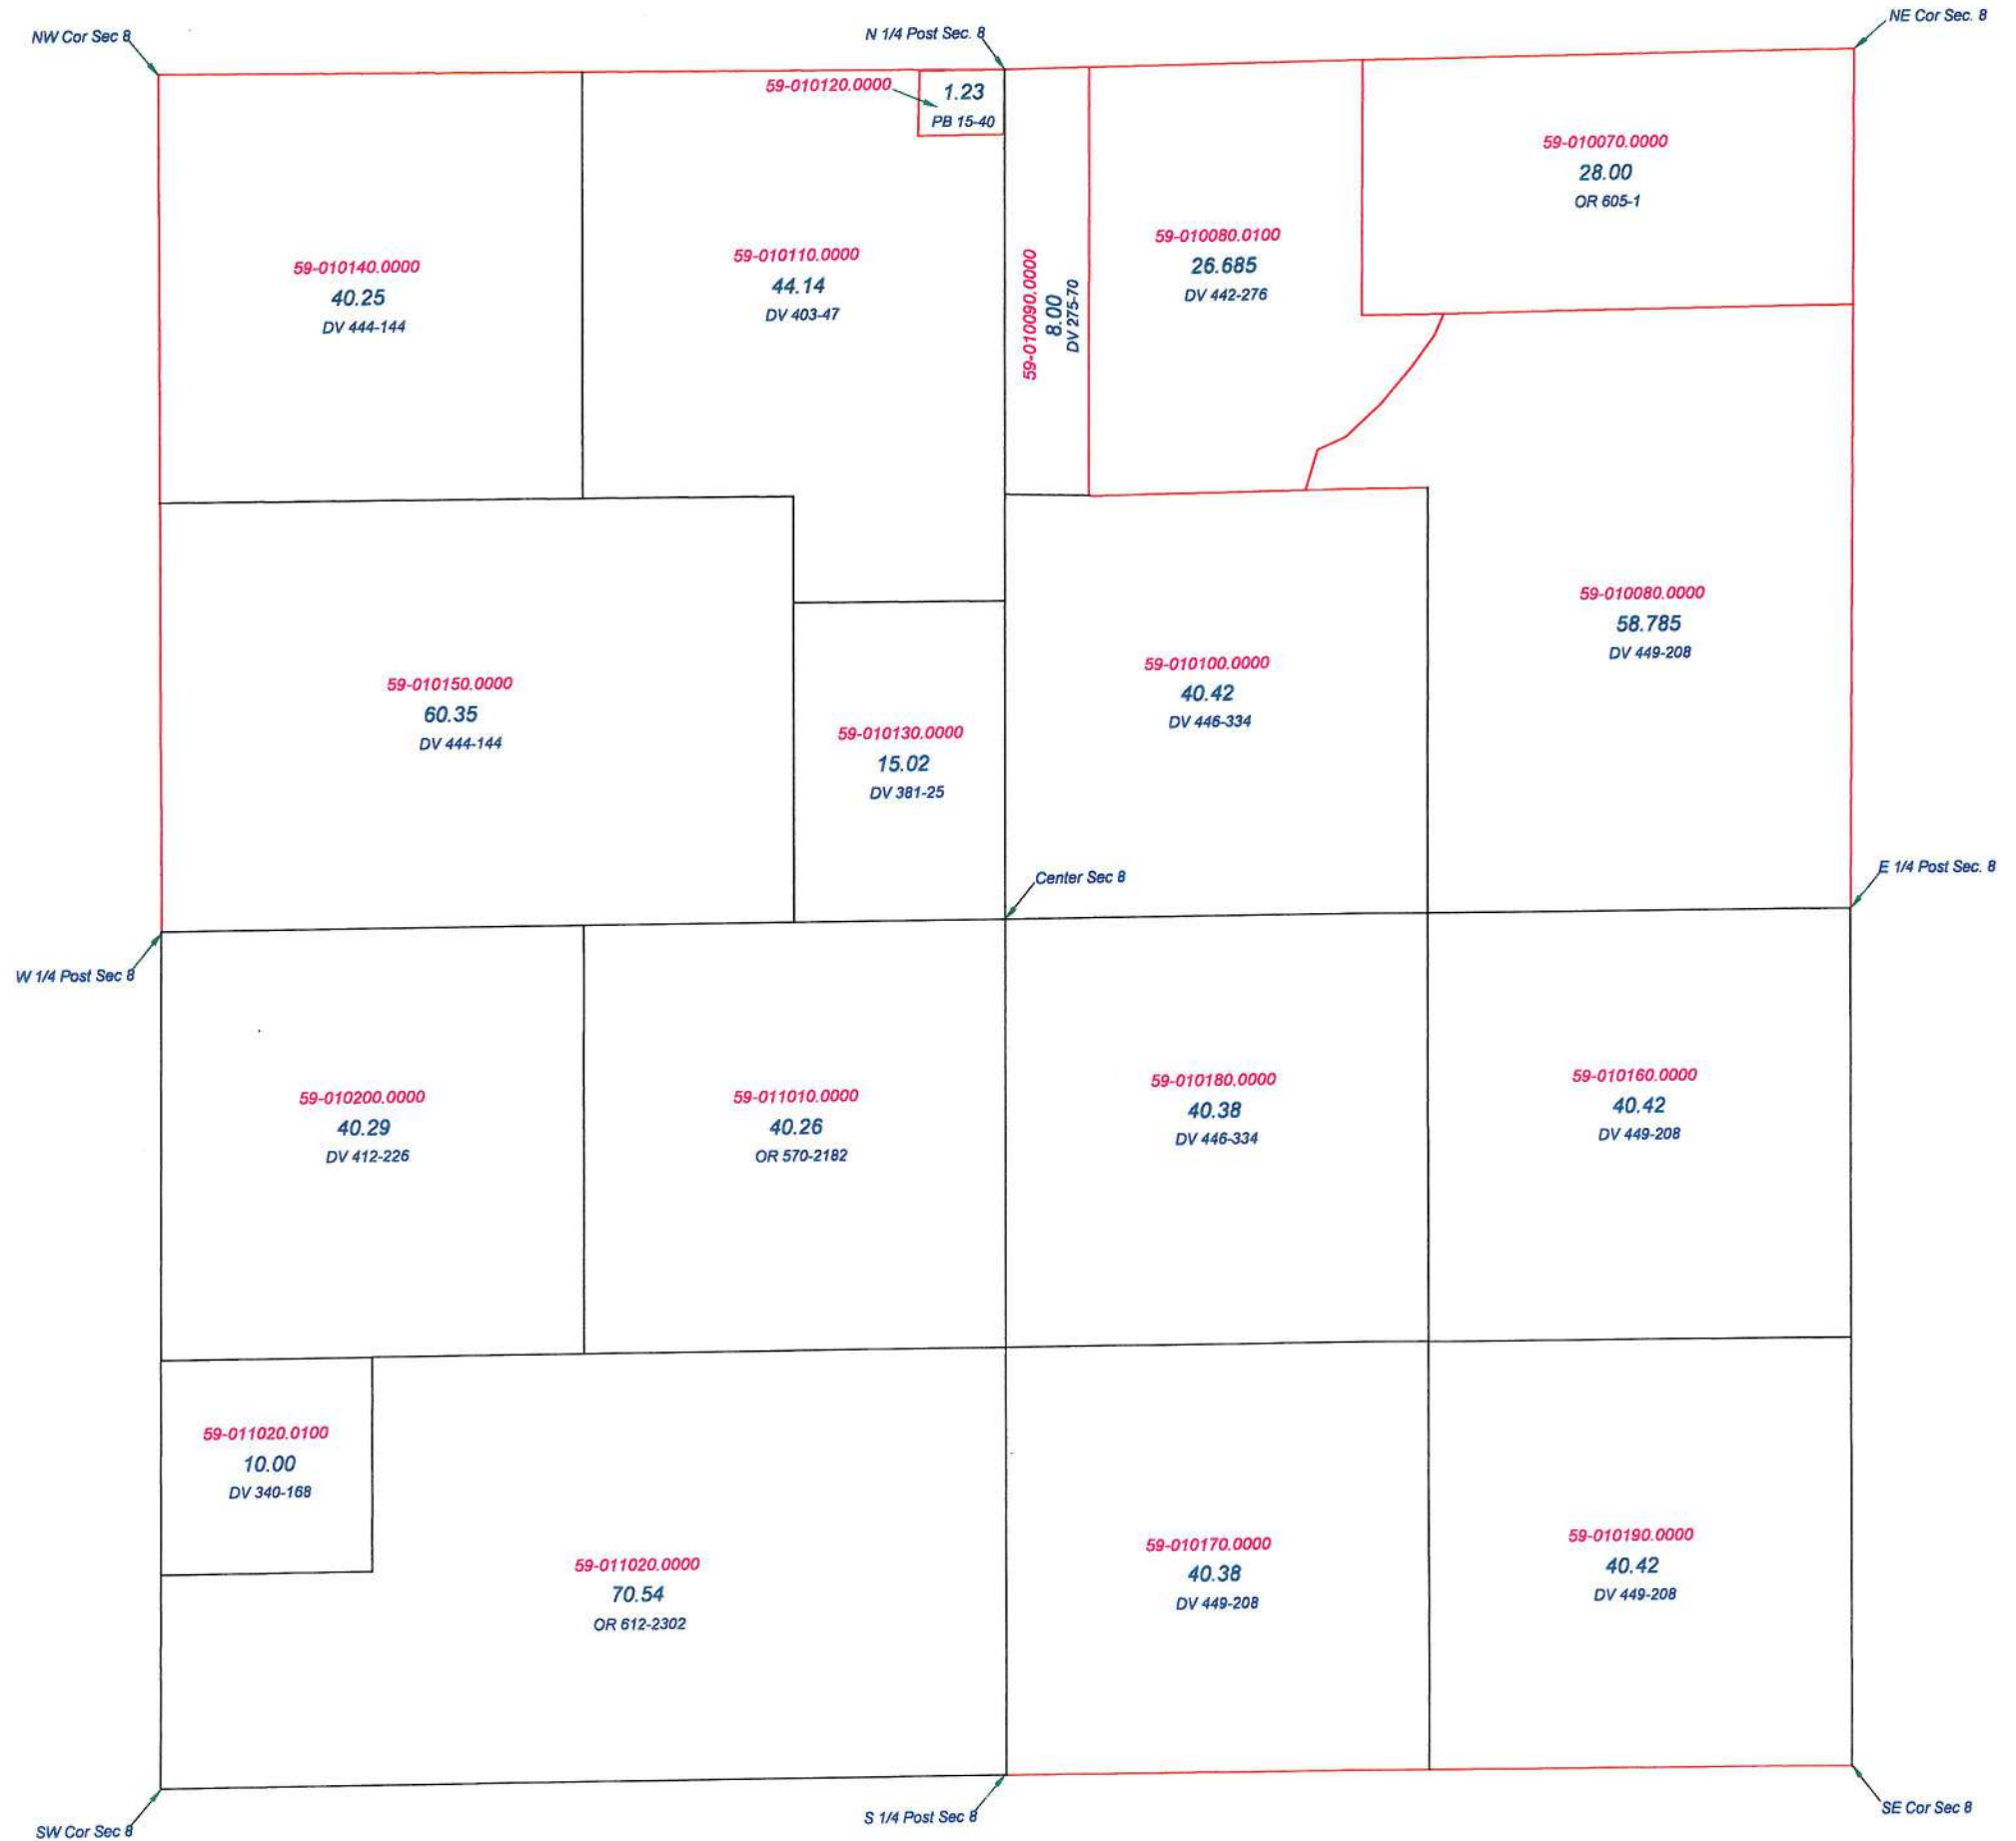 NW Cor Sec 8
N 1/4 Post Sec. 8
NE Cor Sec. 8
59-010120.0000
1.23
PB 15-40
59-010140.0000
40.25
DV 444-144
59-010110.0000
44.14
DV 403-47
59-010090.0000
8.00
DV 275-70
59-010080.0100
26.685
DV 442-276
59-010070.0000
28.00
OR 605-1
59-010150.0000
60.35
DV 444-144
59-010130.0000
15.02
DV 381-25
59-010100.0000
40.42
DV 446-334
59-010080.0000
58.785
DV 449-208
Center Sec 8
E 1/4 Post Sec. 8
W 1/4 Post Sec 8
59-010200.0000
40.29
DV 412-226
59-011010.0000
40.26
OR 570-2182
59-010180.0000
40.38
DV 446-334
59-010160.0000
40.42
DV 449-208
59-011020.0100
10.00
DV 340-168
59-011020.0000
70.54
OR 612-2302
59-010170.0000
40.38
DV 449-208
59-010190.0000
40.42
DV 449-208
SW Cor Sec 8
S 1/4 Post Sec 8
SE Cor Sec 8